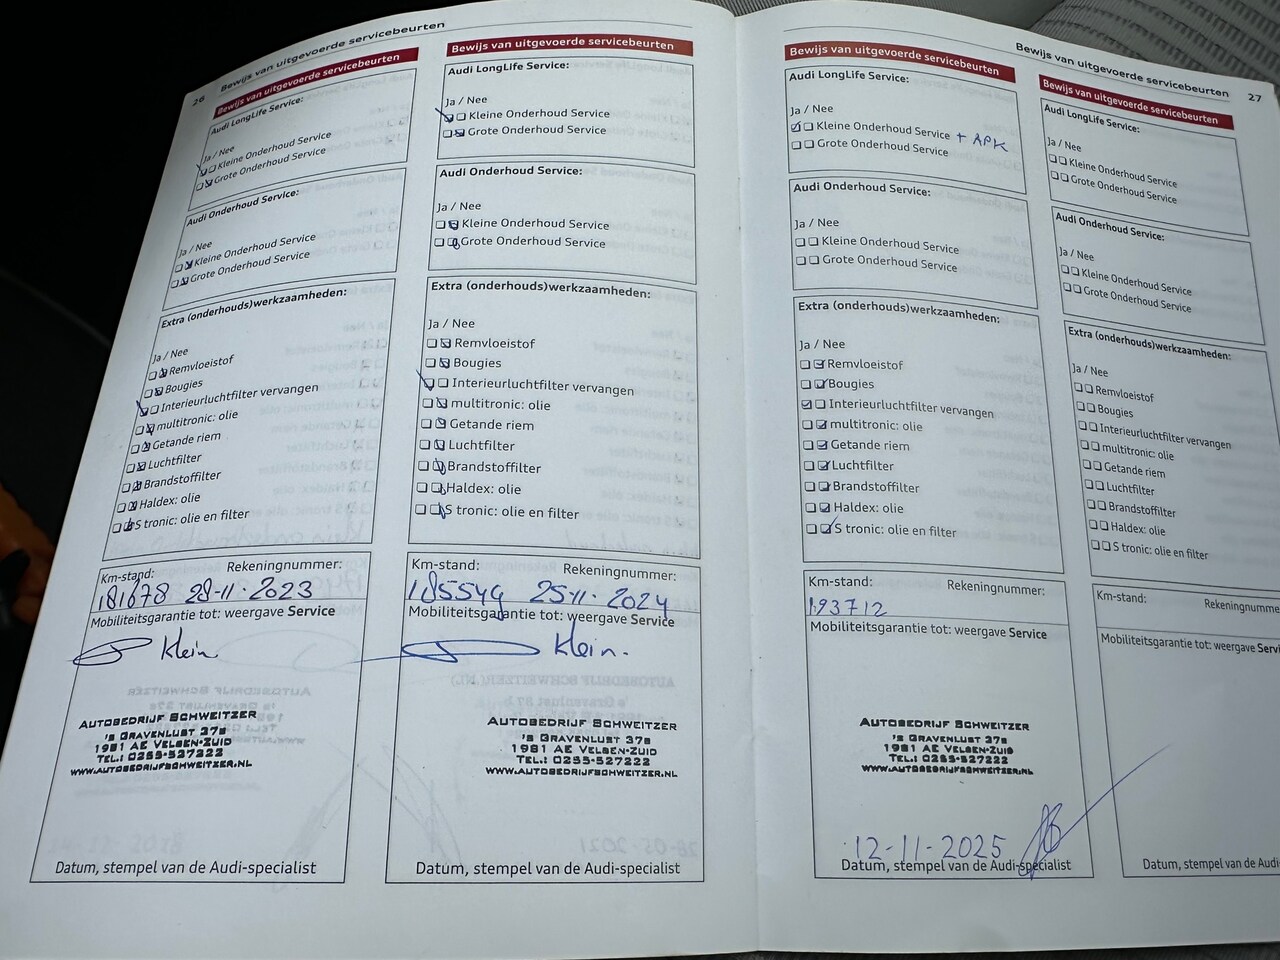 26 Bewijs van uitgevoerde servicebeurten
Bewijs van uitgevoerde servicebeurten
Audi LongLife Service:
Ja / Nee
Kleine Onderhoud Service
Grote Onderhoud Service
Audi Onderhoud Service:
Ja / Nee
Kleine Onderhoud Service
Grote Onderhoud Service
Extra (onderhouds)werkzaamheden:
Ja / Nee
Remvloeistof
Bougies
Interieurluchtfilter vervangen
multitronic: olie
Getande riem
Luchtfilter
Brandstoffilter
Haldex: olie
S tronic: olie en filter
Km-stand: Rekeningnummer:
181678 28-11-2023
Mobiliteitsgarantie tot: weergave Service
Klein.
AUTOBEDRIJF SCHWEITZER
'S GRAVENLUST 37B
1981 AE VELSEN-ZUID
TEL.: 0255-527222
WWW.AUTOBEDRIJFSCHWEITZER.NL
Datum, stempel van de Audi-specialist
Bewijs van uitgevoerde servicebeurten
Audi LongLife Service:
Ja / Nee
Kleine Onderhoud Service
Grote Onderhoud Service
Audi Onderhoud Service:
Ja / Nee
Kleine Onderhoud Service
Grote Onderhoud Service
Extra (onderhouds)werkzaamheden:
Ja / Nee
Remvloeistof
Bougies
Interieurluchtfilter vervangen
multitronic: olie
Getande riem
Luchtfilter
Brandstoffilter
Haldex: olie
S tronic: olie en filter
Km-stand: Rekeningnummer:
185549 25-11-2024
Mobiliteitsgarantie tot: weergave Service
Klein.
AUTOBEDRIJF SCHWEITZER
'S GRAVENLUST 37B
1981 AE VELSEN-ZUID
TEL.: 0255-527222
WWW.AUTOBEDRIJFSCHWEITZER.NL
Datum, stempel van de Audi-specialist
Bewijs van uitgevoerde servicebeurten 27
Bewijs van uitgevoerde servicebeurten
Audi LongLife Service:
Ja / Nee
Kleine Onderhoud Service + APK
Grote Onderhoud Service
Audi Onderhoud Service:
Ja / Nee
Kleine Onderhoud Service
Grote Onderhoud Service
Extra (onderhouds)werkzaamheden:
Ja / Nee
Remvloeistof
Bougies
Interieurluchtfilter vervangen
multitronic: olie
Getande riem
Luchtfilter
Brandstoffilter
Haldex: olie
S tronic: olie en filter
Km-stand: Rekeningnummer:
193712
Mobiliteitsgarantie tot: weergave Service
AUTOBEDRIJF SCHWEITZER
'S GRAVENLUST 37B
1981 AE VELSEN-ZUID
TEL.: 0255-527222
WWW.AUTOBEDRIJFSCHWEITZER.NL
12-11-2025
Datum, stempel van de Audi-specialist
Bewijs van uitgevoerde servicebeurten
Audi LongLife Service:
Ja / Nee
Kleine Onderhoud Service
Grote Onderhoud Service
Audi Onderhoud Service:
Ja / Nee
Kleine Onderhoud Service
Grote Onderhoud Service
Extra (onderhouds)werkzaamheden:
Ja / Nee
Remvloeistof
Bougies
Interieurluchtfilter vervangen
multitronic: olie
Getande riem
Luchtfilter
Brandstoffilter
Haldex: olie
S tronic: olie en filter
Km-stand: Rekeningnumme
Mobiliteitsgarantie tot: weergave Servi
Datum, stempel van de Audi